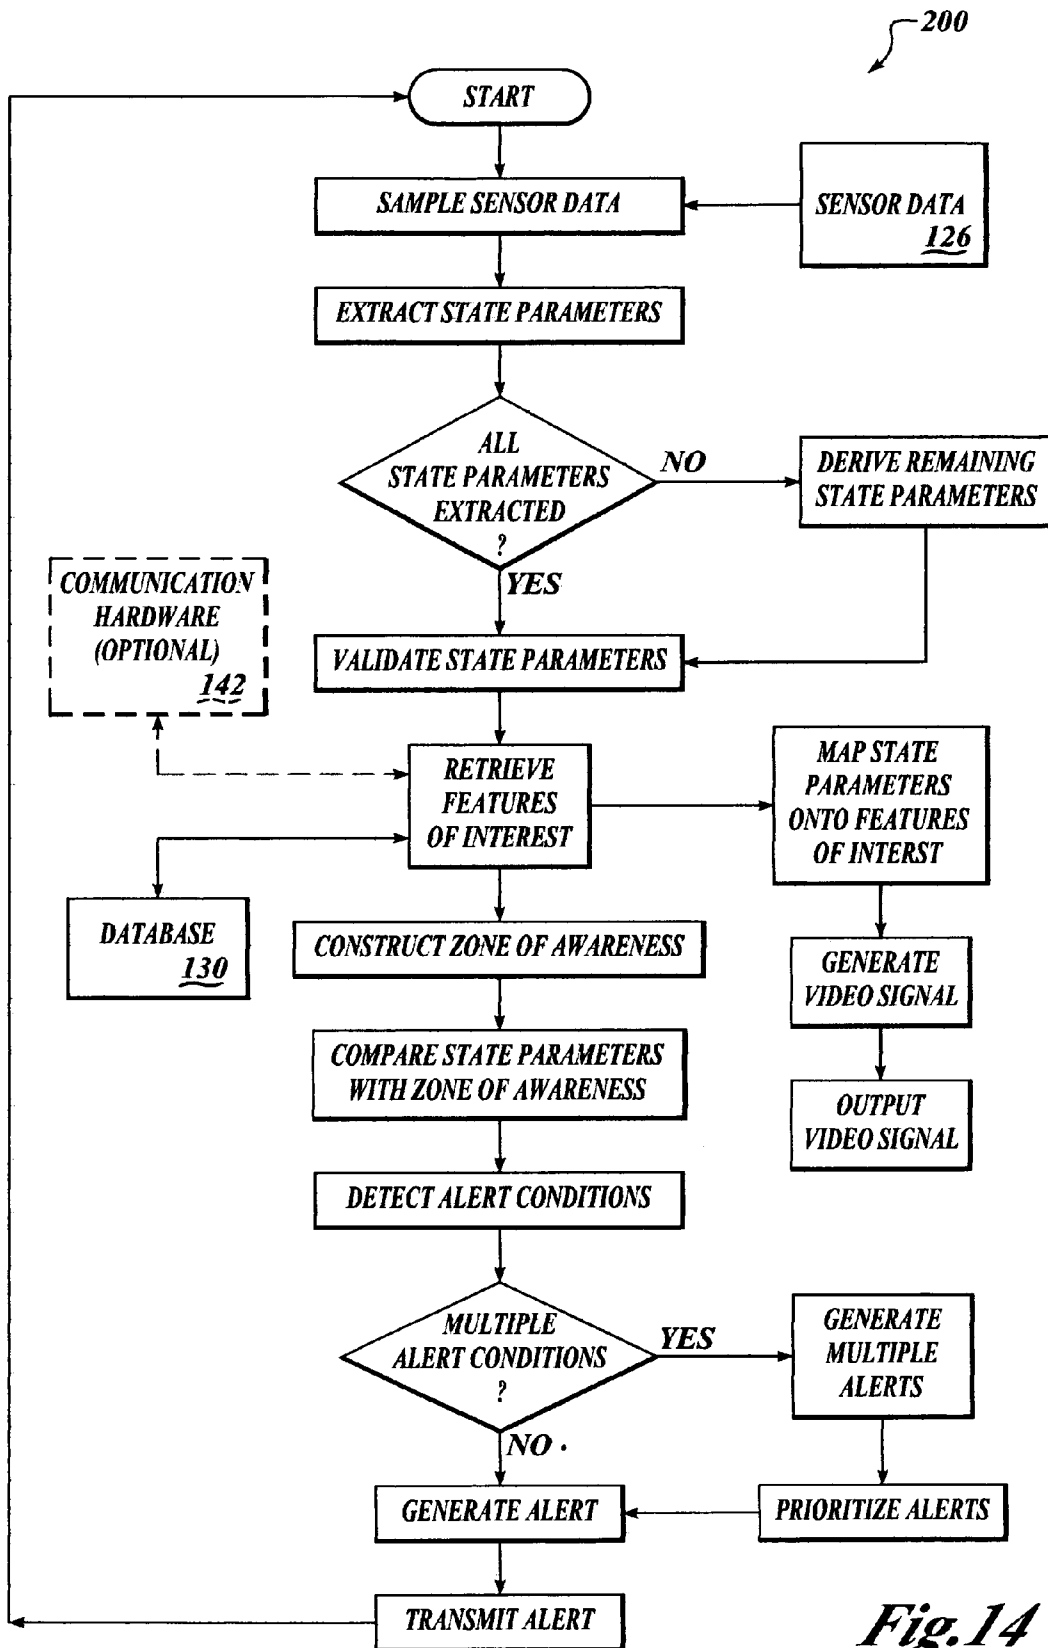 200
START
SAMPLE SENSOR DATA
SENSOR DATA
126
EXTRACT STATE PARAMETERS
ALL
STATE PARAMETERS
EXTRACTED
?
NO
DERIVE REMAINING
STATE PARAMETERS
YES
COMMUNICATION
HARDWARE
(OPTIONAL)
142
VALIDATE STATE PARAMETERS
RETRIEVE
FEATURES
OF INTEREST
MAP STATE
PARAMETERS
ONTO FEATURES
OF INTERST
DATABASE
130
CONSTRUCT ZONE OF AWARENESS
GENERATE
VIDEO SIGNAL
COMPARE STATE PARAMETERS
WITH ZONE OF AWARENESS
OUTPUT
VIDEO SIGNAL
DETECT ALERT CONDITIONS
MULTIPLE
ALERT CONDITIONS
?
YES
GENERATE
MULTIPLE
ALERTS
NO
GENERATE ALERT
PRIORITIZE ALERTS
TRANSMIT ALERT
Fig.14